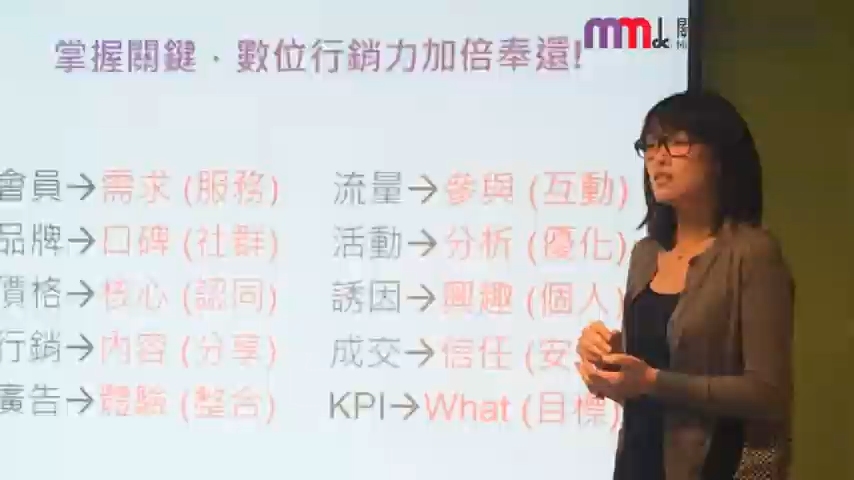 mmdc 關
掌握關鍵．數位行銷力加倍奉還!
會員→需求 (服務)
品牌→口碑 (社群)
價格→核心 (認同)
行銷→內容 (分享)
廣告→體驗 (整合)
流量→參與 (互動)
活動→分析 (優化)
誘因→興趣 (個人)
成交→信任 (安
KPI→What (目標)